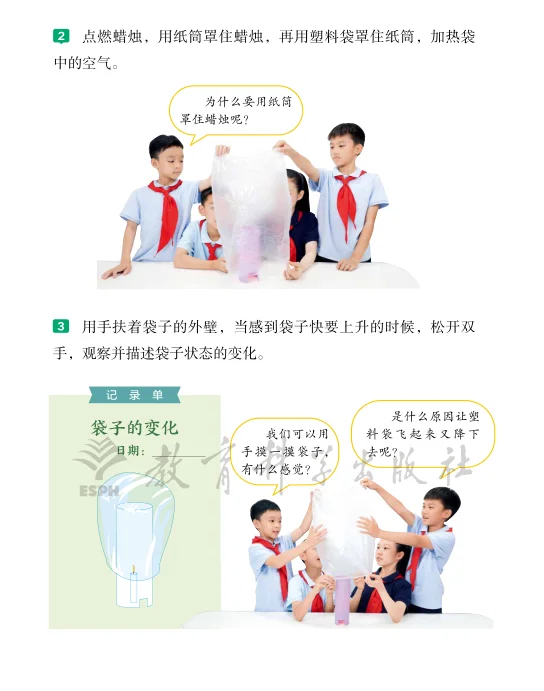 2 点燃蜡烛，用纸筒罩住蜡烛，再用塑料袋罩住纸筒，加热袋
中的空气。
为什么要用纸筒
罩住蜡烛呢？
3 用手扶着袋子的外壁，当感到袋子快要上升的时候，松开双
手，观察并描述袋子状态的变化。
记录单
袋子的变化
日期：
我们可以用
手摸一摸袋子，
有什么感觉？
是什么原因让塑
料袋飞起来又降下
去呢？
ESPH 教育科学出版社